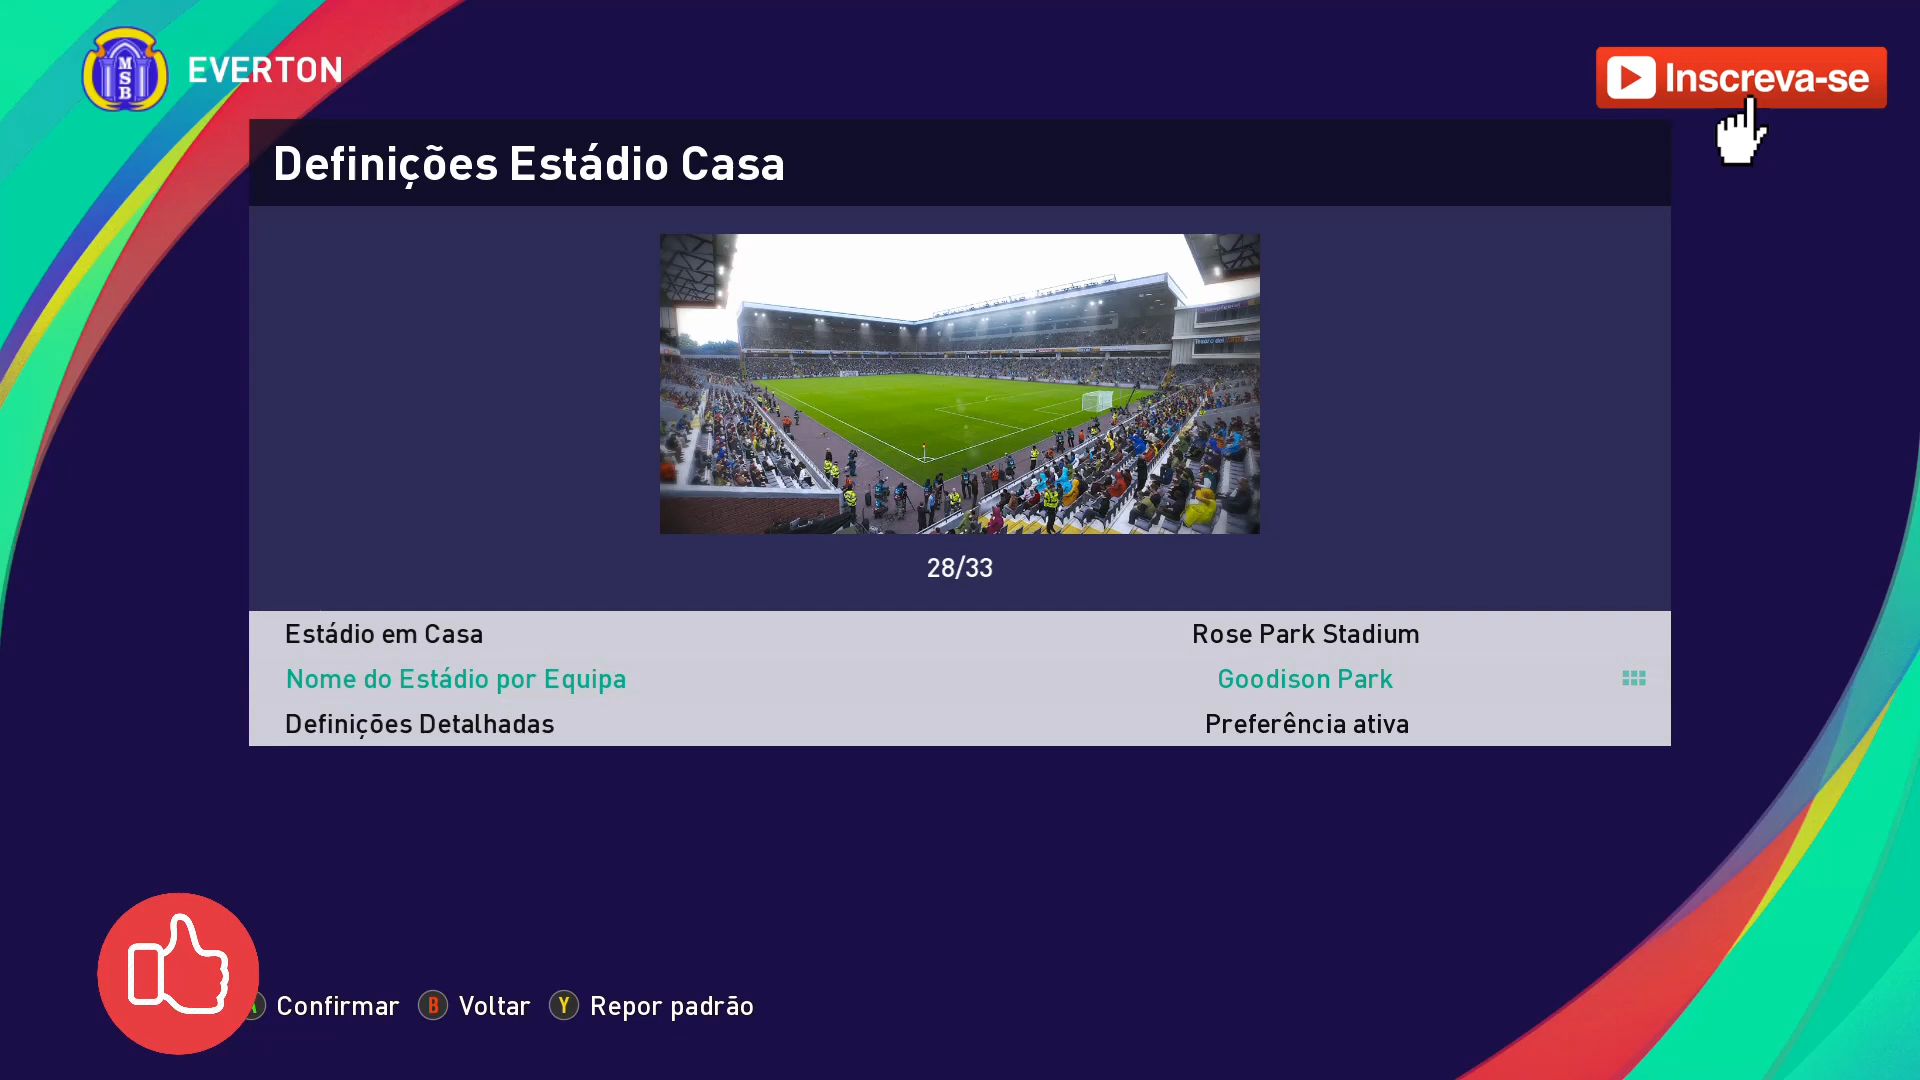 MSB
EVERTON
Inscreva-se
Definições Estádio Casa
28/33
Estádio em Casa Rose Park Stadium
Nome do Estádio por Equipa Goodison Park
Definições Detalhadas Preferência ativa
A Confirmar B Voltar Y Repor padrão